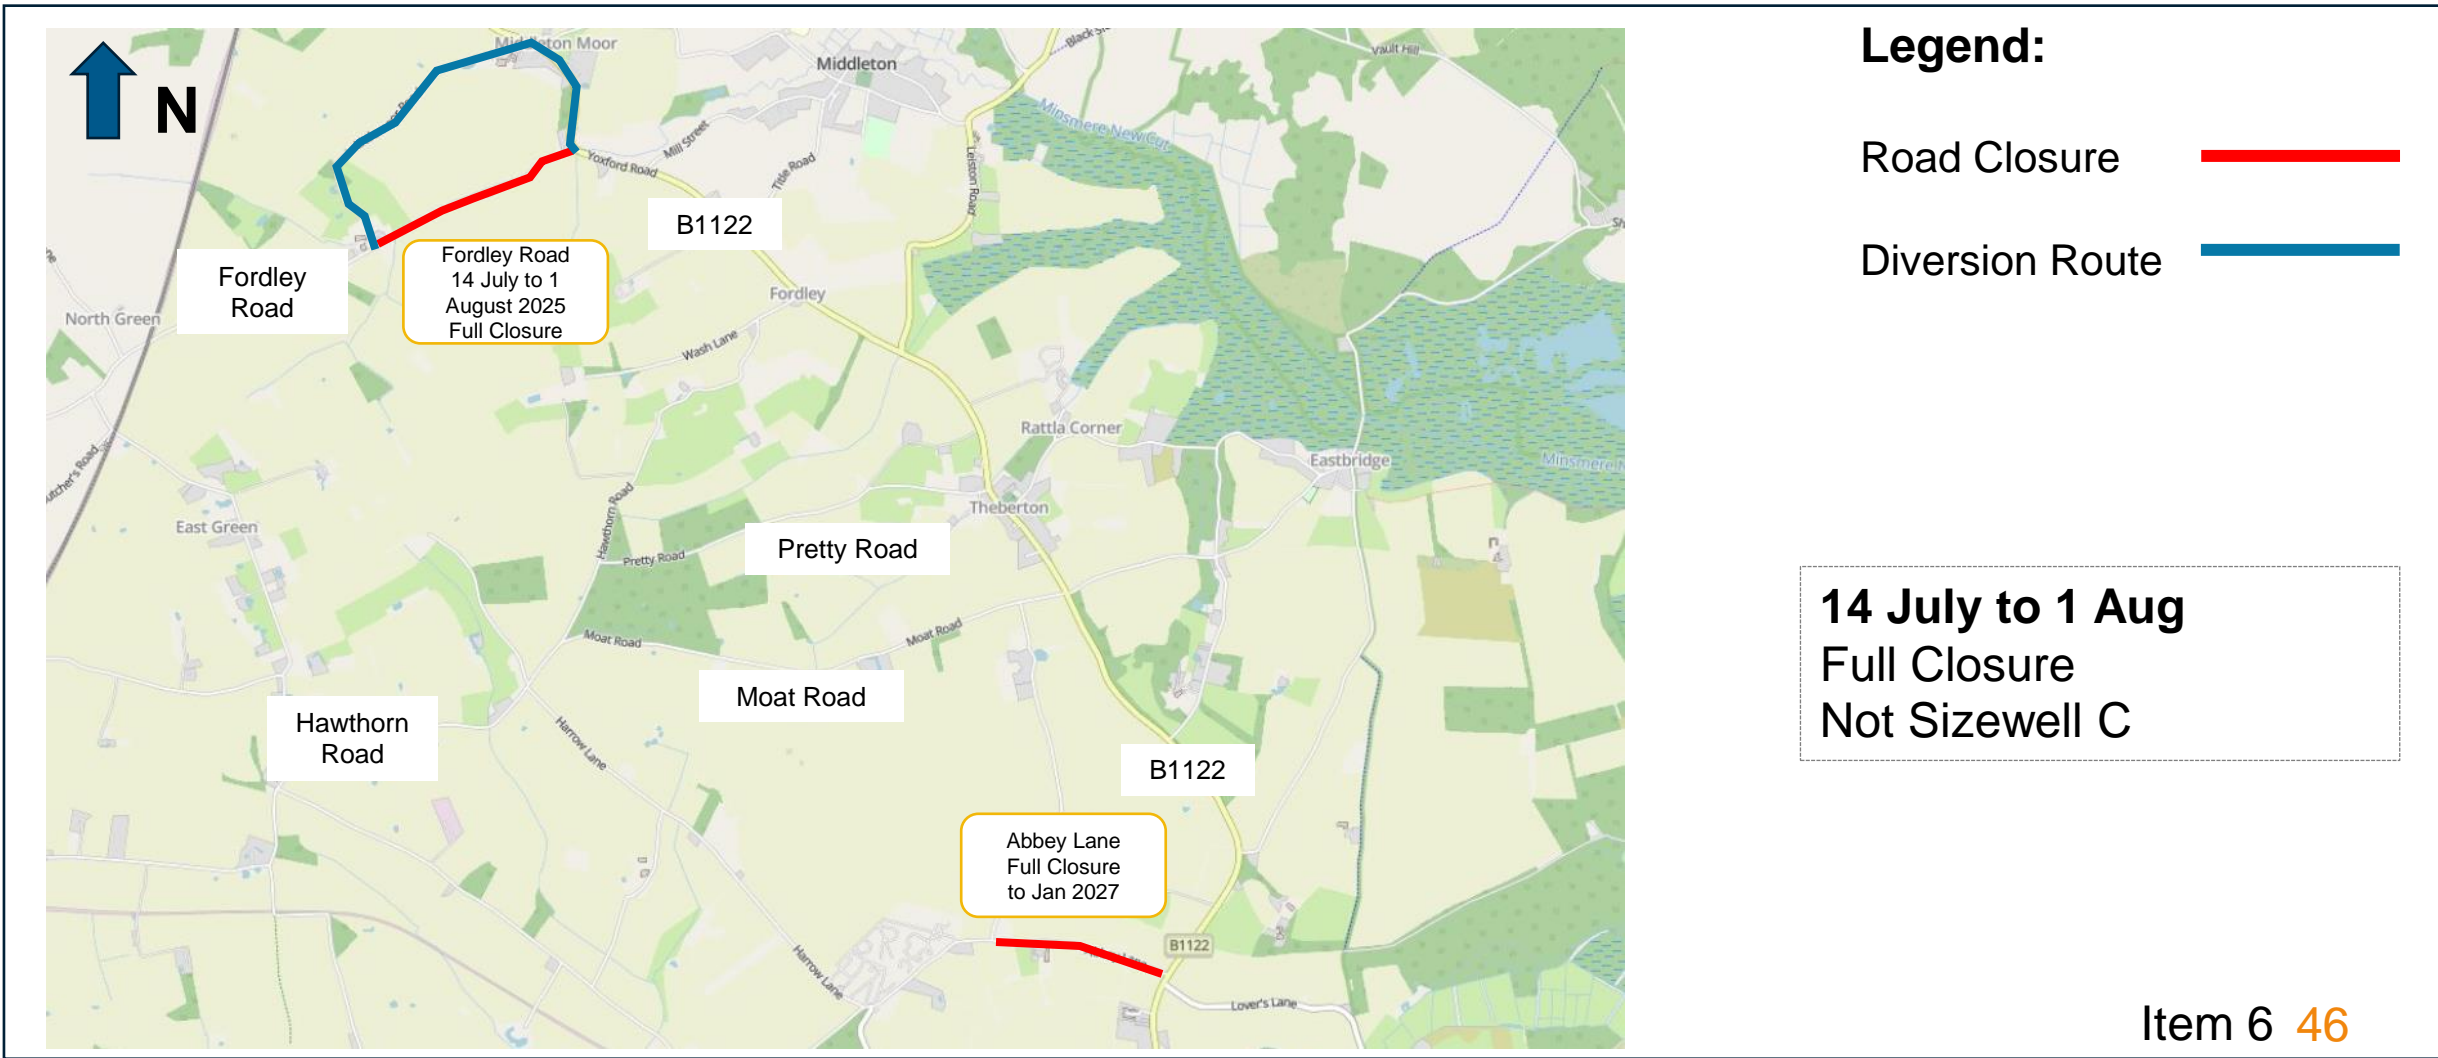 N
Middleton Moor
Middleton
Vault Hill
Minsmere New Cut
Mill Street
Yoxford Road
Title Road
Leiston Road
B1122
Fordley Road
14 July to 1
August 2025
Full Closure
Fordley
Road
North Green
Fordley
Wash Lane
Rattla Corner
Eastbridge
Theberton
East Green
Hawthorn Road
Pretty Road
Pretty Road
Moat Road
Moat Road
Moat Road
Hawthorn
Road
Harrow Lane
B1122
Abbey Lane
Full Closure
to Jan 2027
B1122
Harrow Lane
Lover's Lane
Legend:
Road Closure
Diversion Route
14 July to 1 Aug
Full Closure
Not Sizewell C
Item 6 46